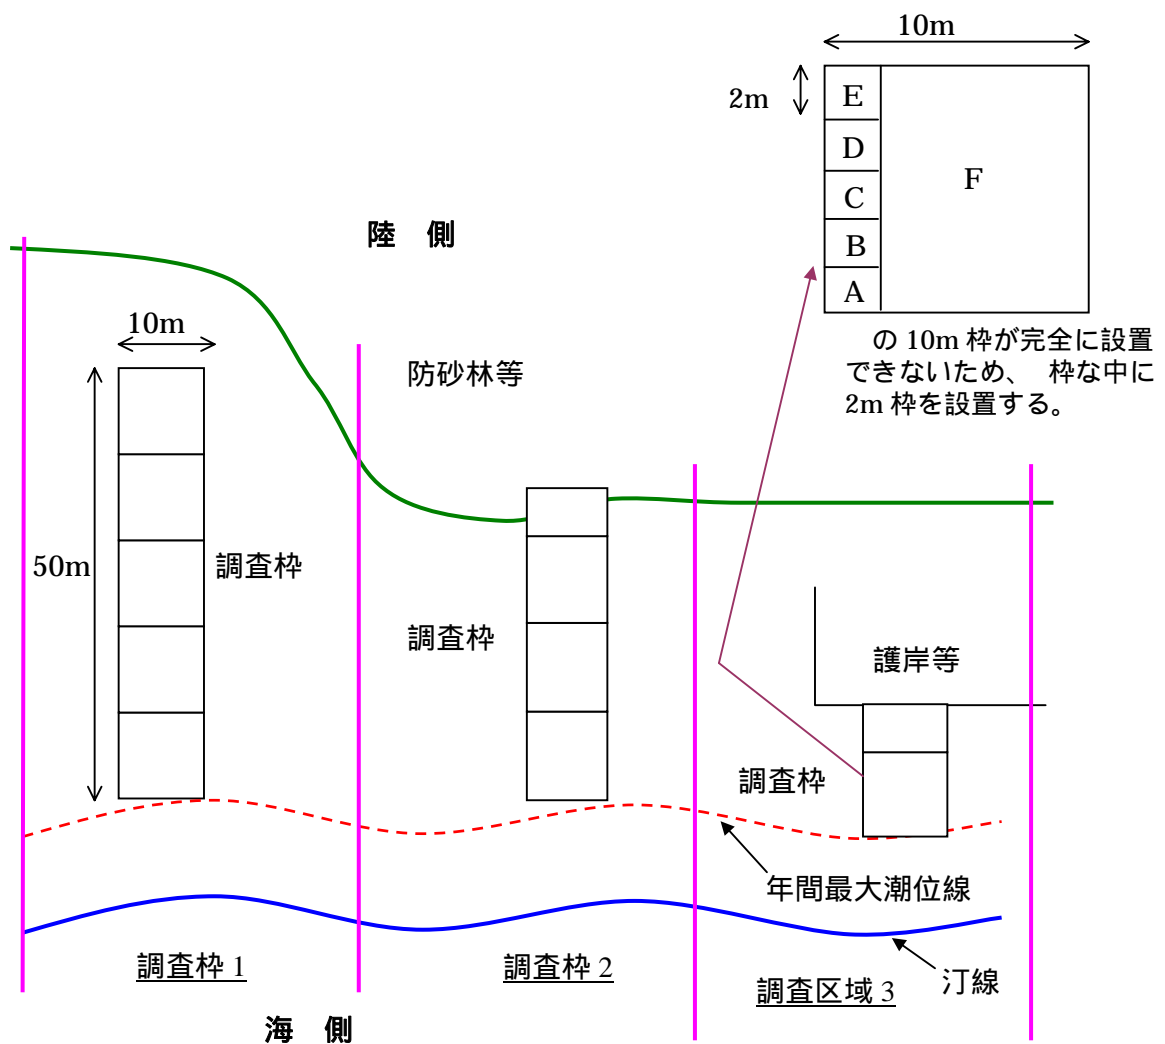 10m
2m
E
D
C
B
A
F
の 10m 枠が完全に設置
できないため、　枠な中に
2m 枠を設置する。
陸　側
10m
防砂林等
50m
調査枠
調査枠
護岸等
調査枠
年間最大潮位線
汀線
調査枠 1
調査枠 2
調査区域 3
海　側